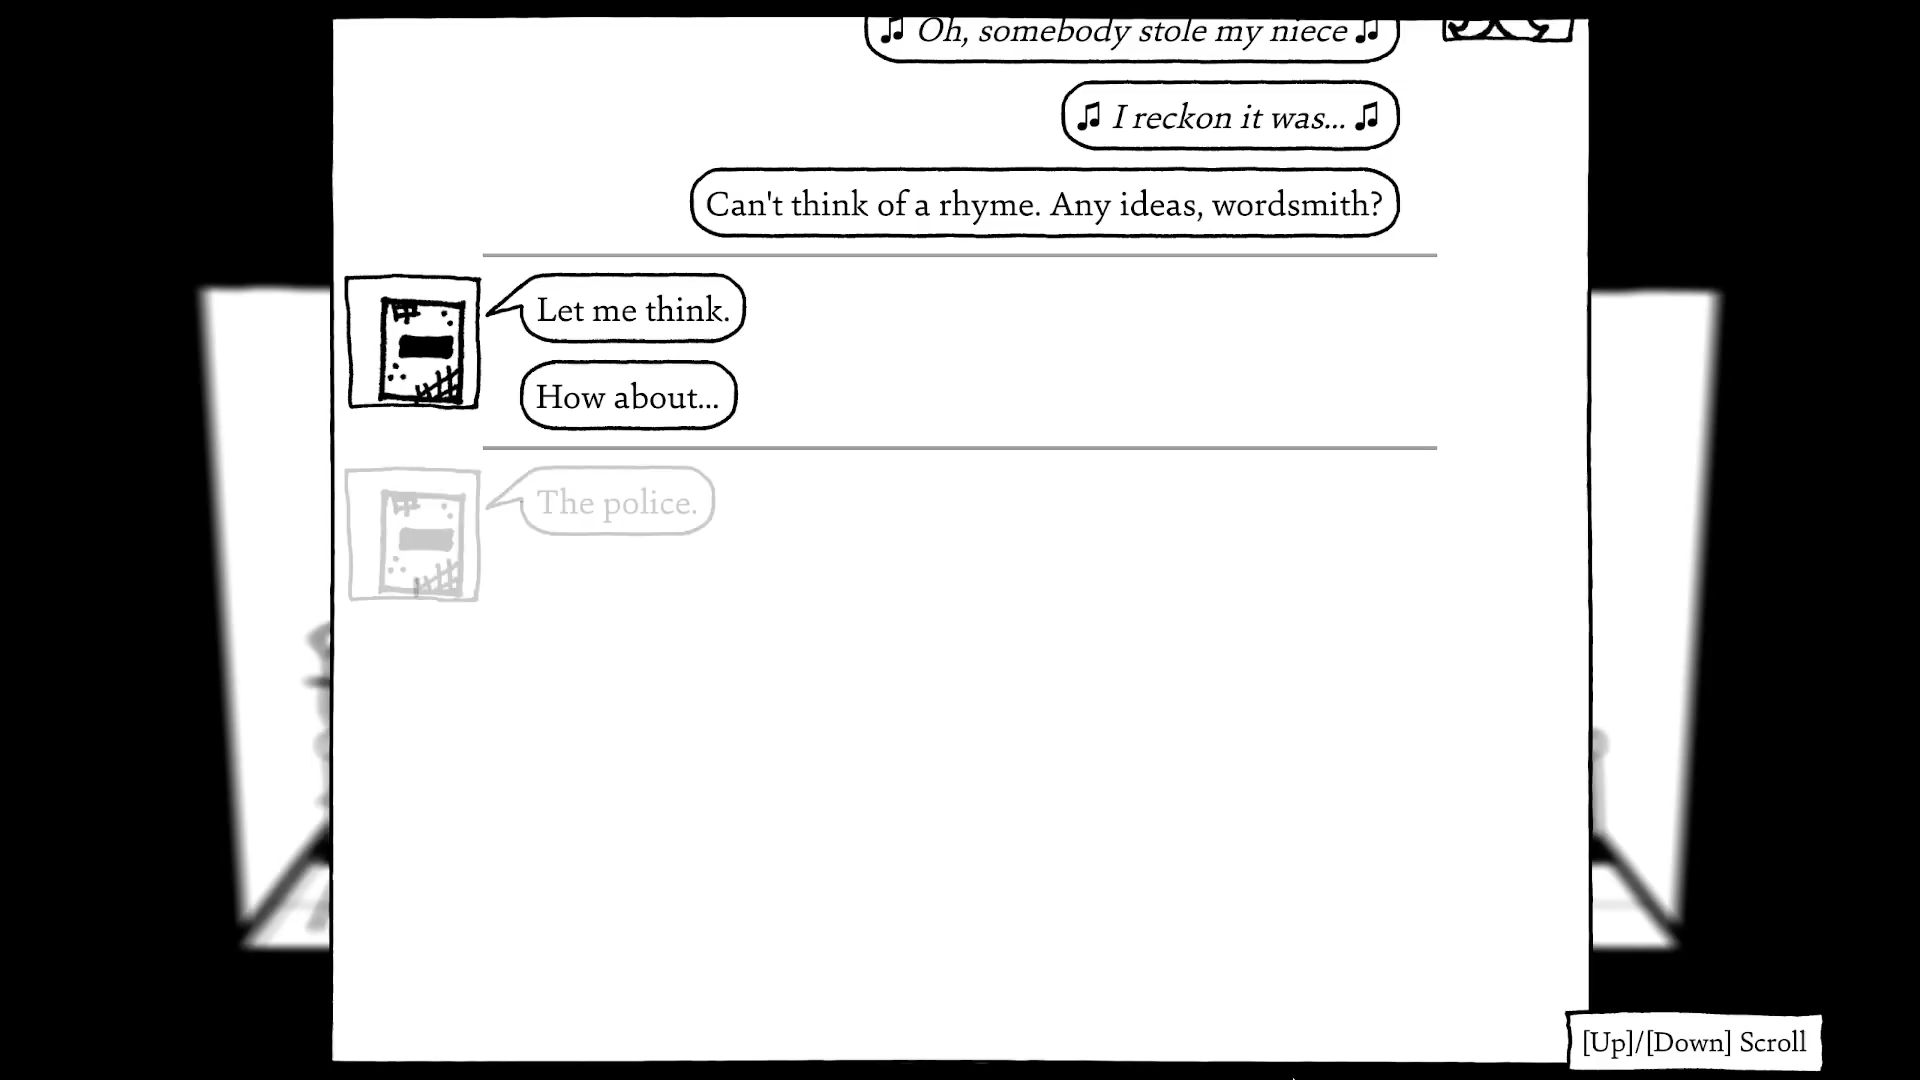 ♫ Oh, somebody stole my niece ♫
♫ I reckon it was... ♫
Can't think of a rhyme. Any ideas, wordsmith?
Let me think.
How about...
The police.
[Up]/[Down] Scroll